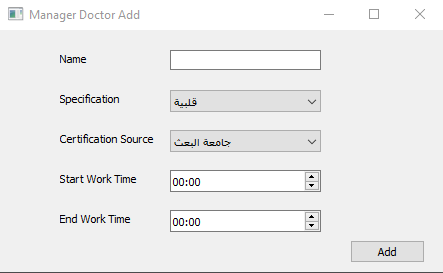 Manager Doctor Add
Name
Specification قلبية
Certification Source جامعة البعث
Start Work Time 00:00
End Work Time 00:00
Add